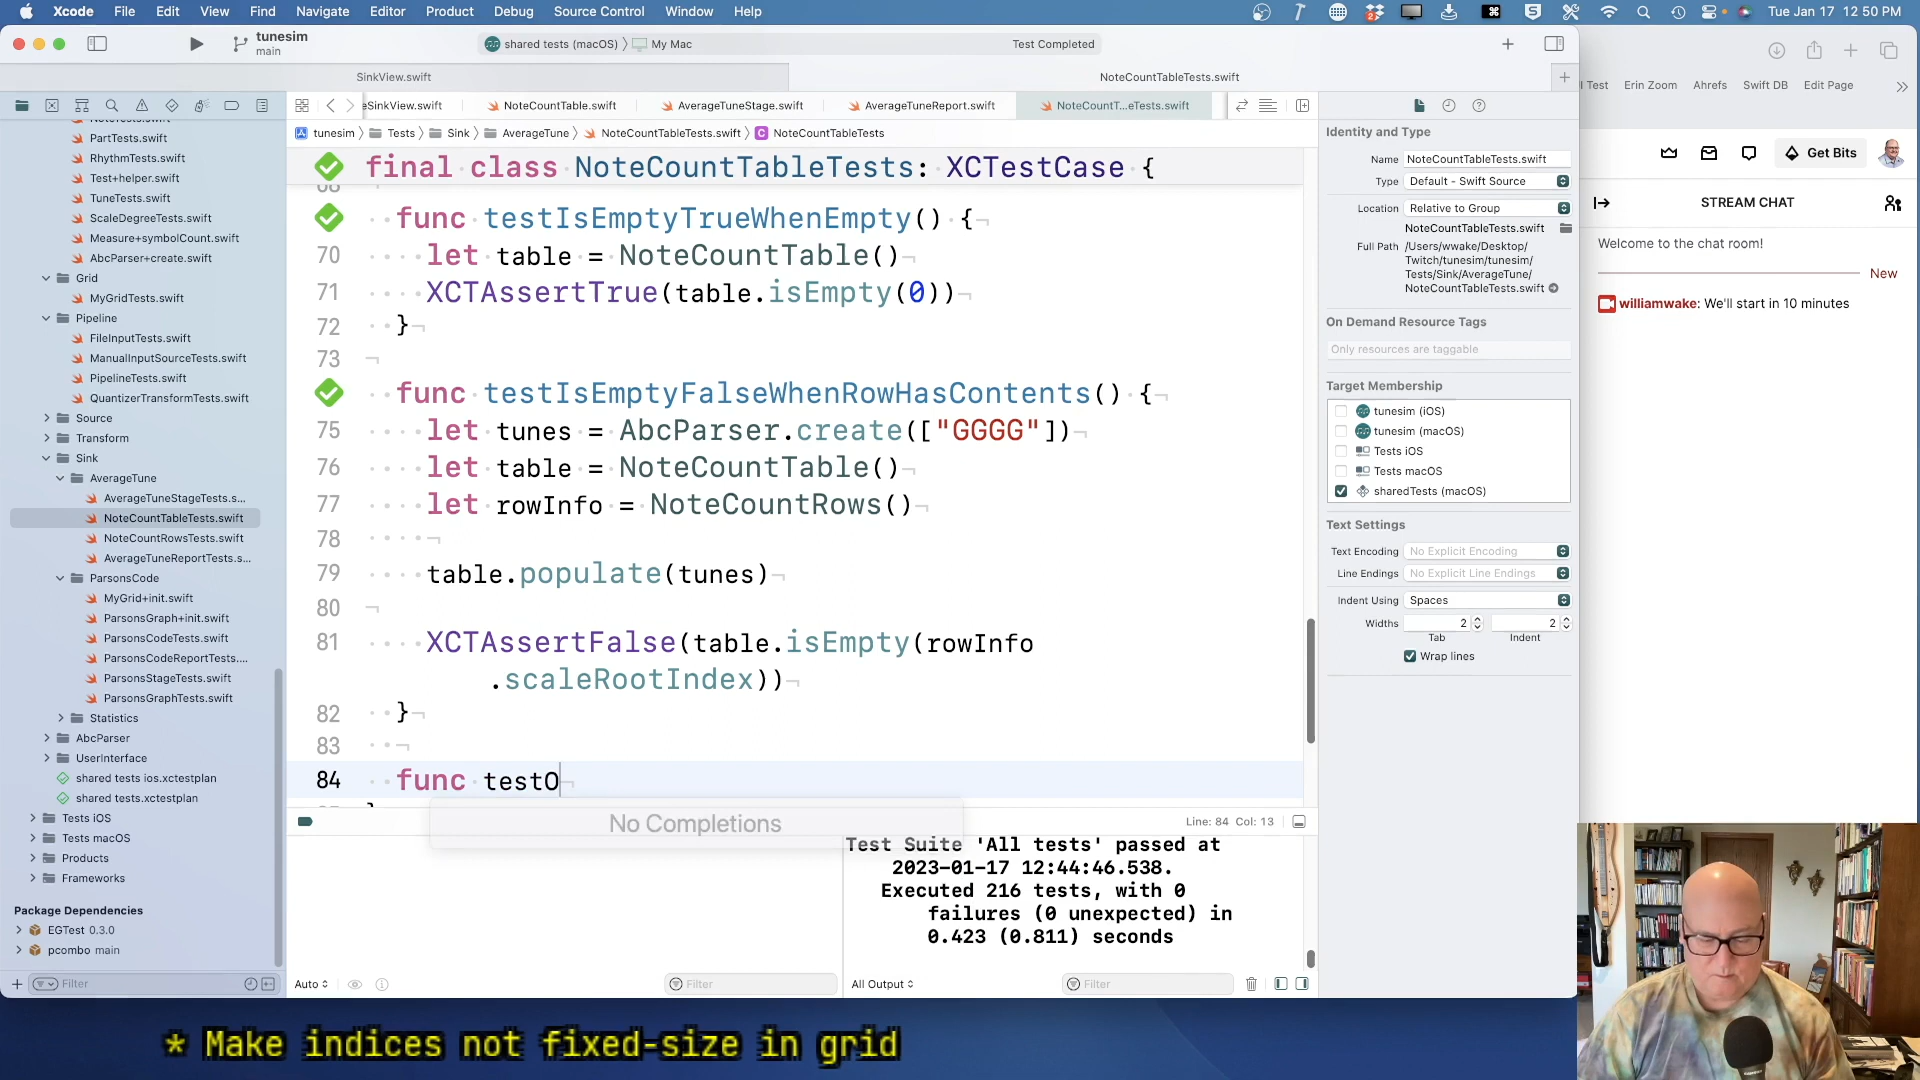 Xcode File Edit View Find Navigate Editor Product Debug Source Control Window Help
Tue Jan 17 12:50 PM
tunesim
main
shared tests (macOS) 〉 My Mac
Test Completed
SinkView.swift
NoteCountTableTests.swift
eSinkView.swift
NoteCountTable.swift
AverageTuneStage.swift
AverageTuneReport.swift
NoteCountT...eTests.swift
tunesim 〉 Tests 〉 Sink 〉 AverageTune 〉 NoteCountTableTests.swift 〉 NoteCountTableTests
PartTests.swift
RhythmTests.swift
Test+helper.swift
TuneTests.swift
ScaleDegreeTests.swift
Measure+symbolCount.swift
AbcParser+create.swift
Grid
MyGridTests.swift
Pipeline
FileInputTests.swift
ManualInputSourceTests.swift
PipelineTests.swift
QuantizerTransformTests.swift
Source
Transform
Sink
AverageTune
AverageTuneStageTests.s...
NoteCountTableTests.swift
NoteCountRowsTests.swift
AverageTuneReportTests.s...
ParsonsCode
MyGrid+init.swift
ParsonsGraph+init.swift
ParsonsCodeTests.swift
ParsonsCodeReportTests....
ParsonsStageTests.swift
ParsonsGraphTests.swift
Statistics
AbcParser
UserInterface
shared tests ios.xctestplan
shared tests.xctestplan
Tests iOS
Tests macOS
Products
Frameworks
Package Dependencies
EGTest 0.3.0
pcombo main
Filter
final class NoteCountTableTests: XCTestCase {
68
func testIsEmptyTrueWhenEmpty() {
70 let table = NoteCountTable()
71 XCTAssertTrue(table.isEmpty(0))
72 }
73
func testIsEmptyFalseWhenRowHasContents() {
75 let tunes = AbcParser.create(["GGGG"])
76 let table = NoteCountTable()
77 let rowInfo = NoteCountRows()
78
79 table.populate(tunes)
80
81 XCTAssertFalse(table.isEmpty(rowInfo
.scaleRootIndex))
82 }
83
84 func testO
No Completions
Line: 84 Col: 13
Test Suite 'All tests' passed at
2023-01-17 12:44:46.538.
Executed 216 tests, with 0
failures (0 unexpected) in
0.423 (0.811) seconds
Auto
Filter
All Output
Filter
Identity and Type
Name NoteCountTableTests.swift
Type Default - Swift Source
Location Relative to Group
NoteCountTableTests.swift
Full Path /Users/wwake/Desktop/
Twitch/tunesim/tunesim/
Tests/Sink/AverageTune/
NoteCountTableTests.swift
On Demand Resource Tags
Only resources are taggable
Target Membership
tunesim (iOS)
tunesim (macOS)
Tests iOS
Tests macOS
sharedTests (macOS)
Text Settings
Text Encoding No Explicit Encoding
Line Endings No Explicit Line Endings
Indent Using Spaces
Widths 2 2
Tab Indent
Wrap lines
Test Erin Zoom Ahrefs Swift DB Edit Page
Get Bits
STREAM CHAT
Welcome to the chat room!
New
williamwake: We'll start in 10 minutes
* Make indices not fixed-size in grid